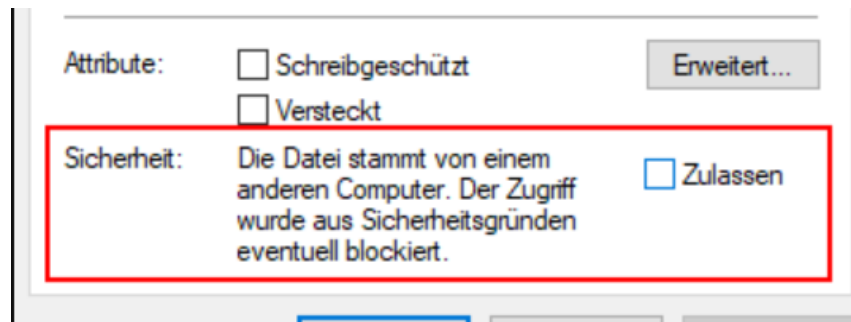 Attribute: Schreibgeschützt Erweitert...
Versteckt
Sicherheit: Die Datei stammt von einem
anderen Computer. Der Zugriff
wurde aus Sicherheitsgründen
eventuell blockiert.
Zulassen